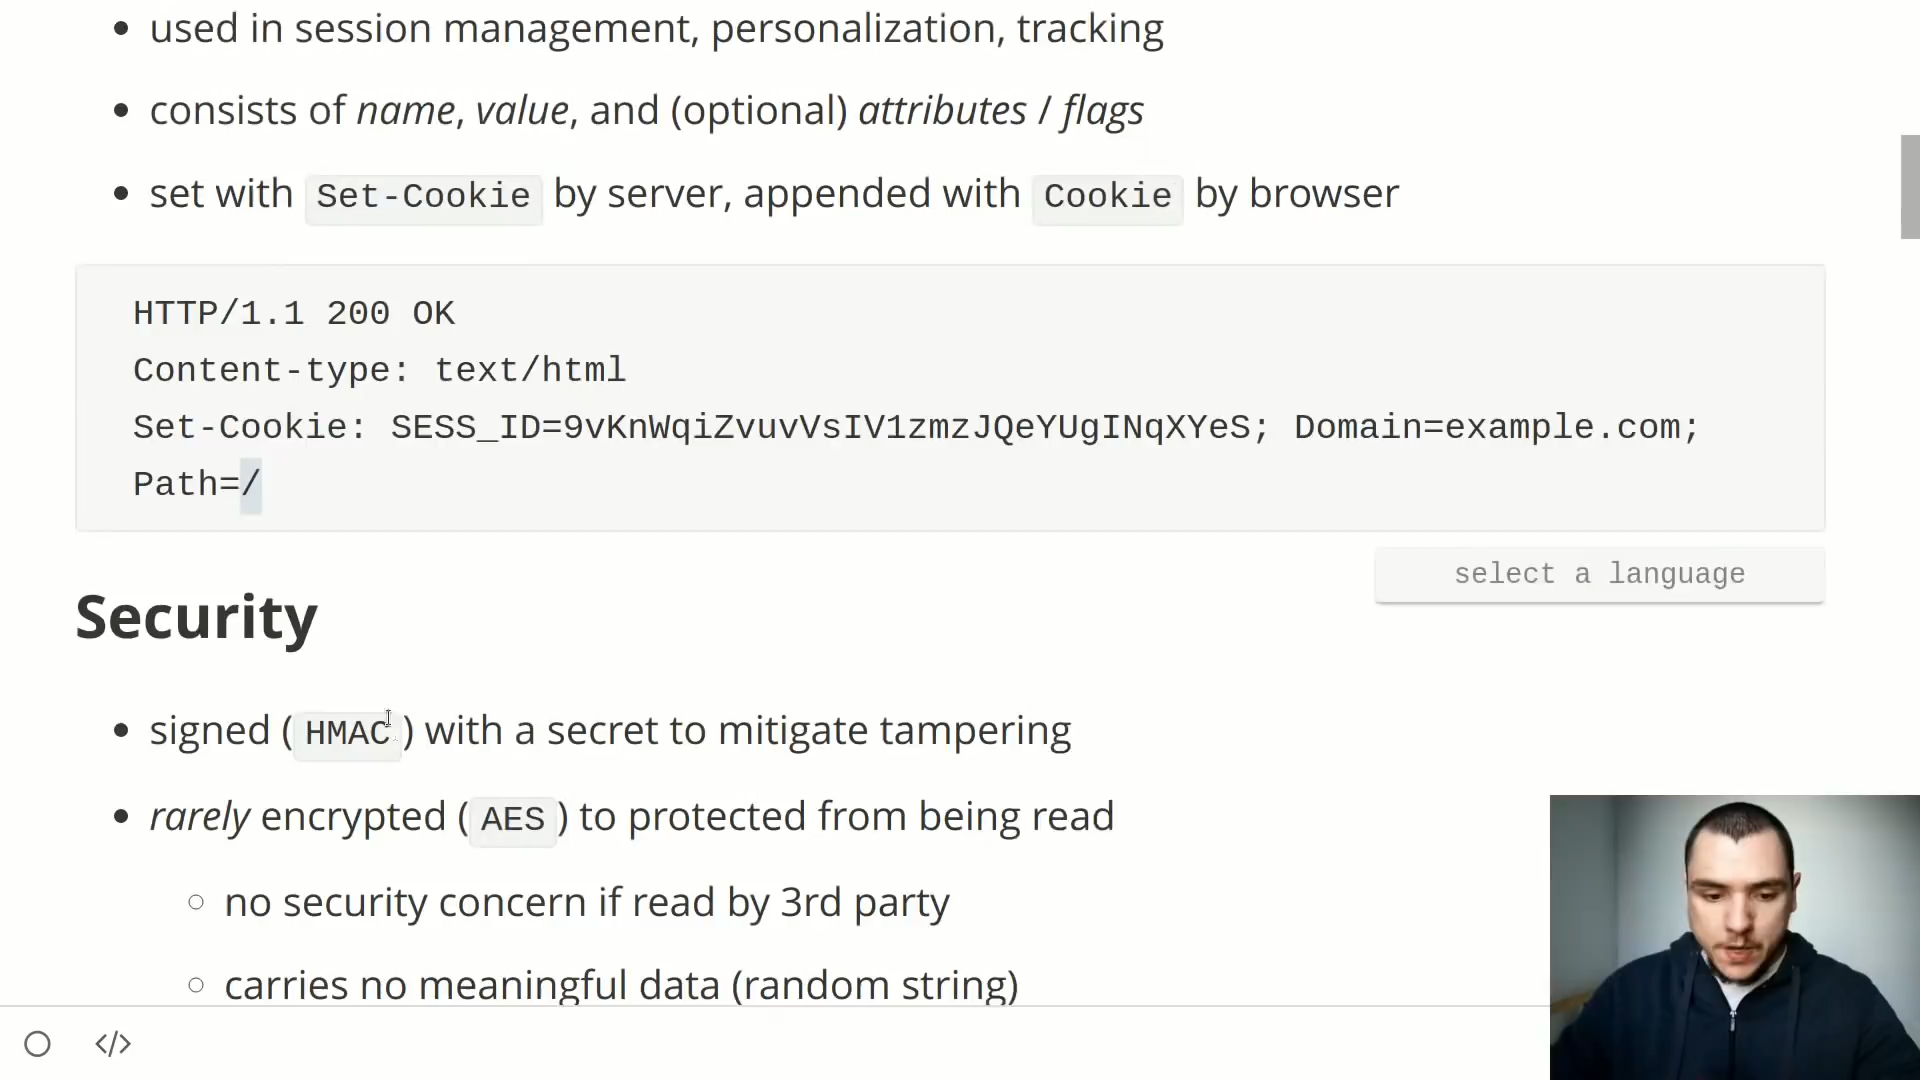 used in session management, personalization, tracking
consists of name, value, and (optional) attributes / flags
set with Set-Cookie by server, appended with Cookie by browser
HTTP/1.1 200 OK
Content-type: text/html
Set-Cookie: SESS_ID=9vKnWqiZvuvVsIV1zmzJQeYUgINqXYeS; Domain=example.com;
Path=/
select a language
Security
signed (HMAC) with a secret to mitigate tampering
rarely encrypted (AES) to protected from being read
no security concern if read by 3rd party
carries no meaningful data (random string)
</>